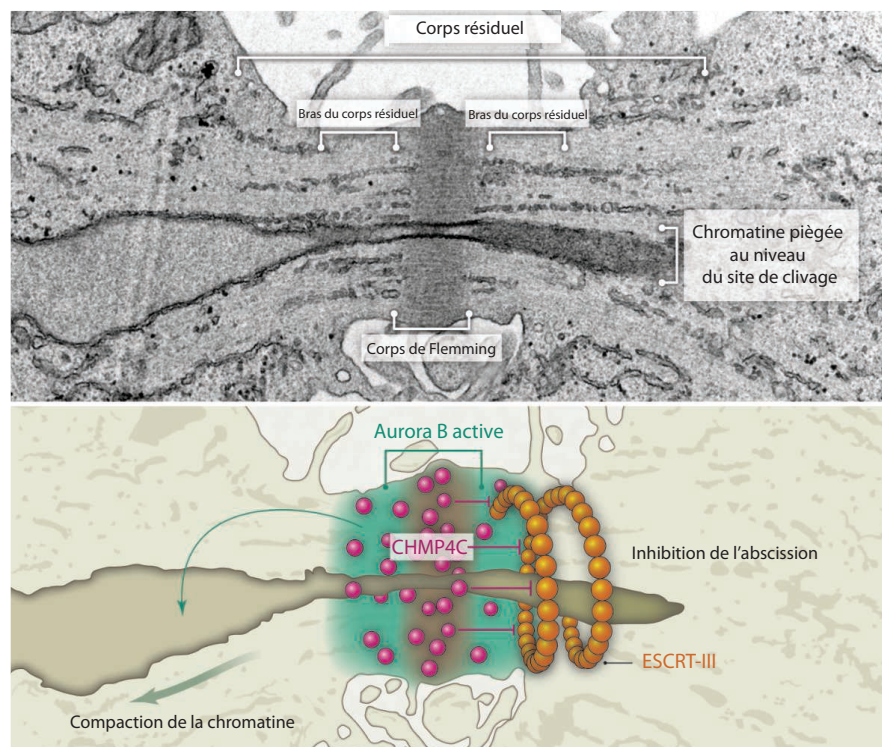 Corps résiduel
Bras du corps résiduel
Bras du corps résiduel
Chromatine piégée
au niveau
du site de clivage
Corps de Flemming
Aurora B active
CHMP4C
Inhibition de l’abscission
ESCRT-III
Compaction de la chromatine